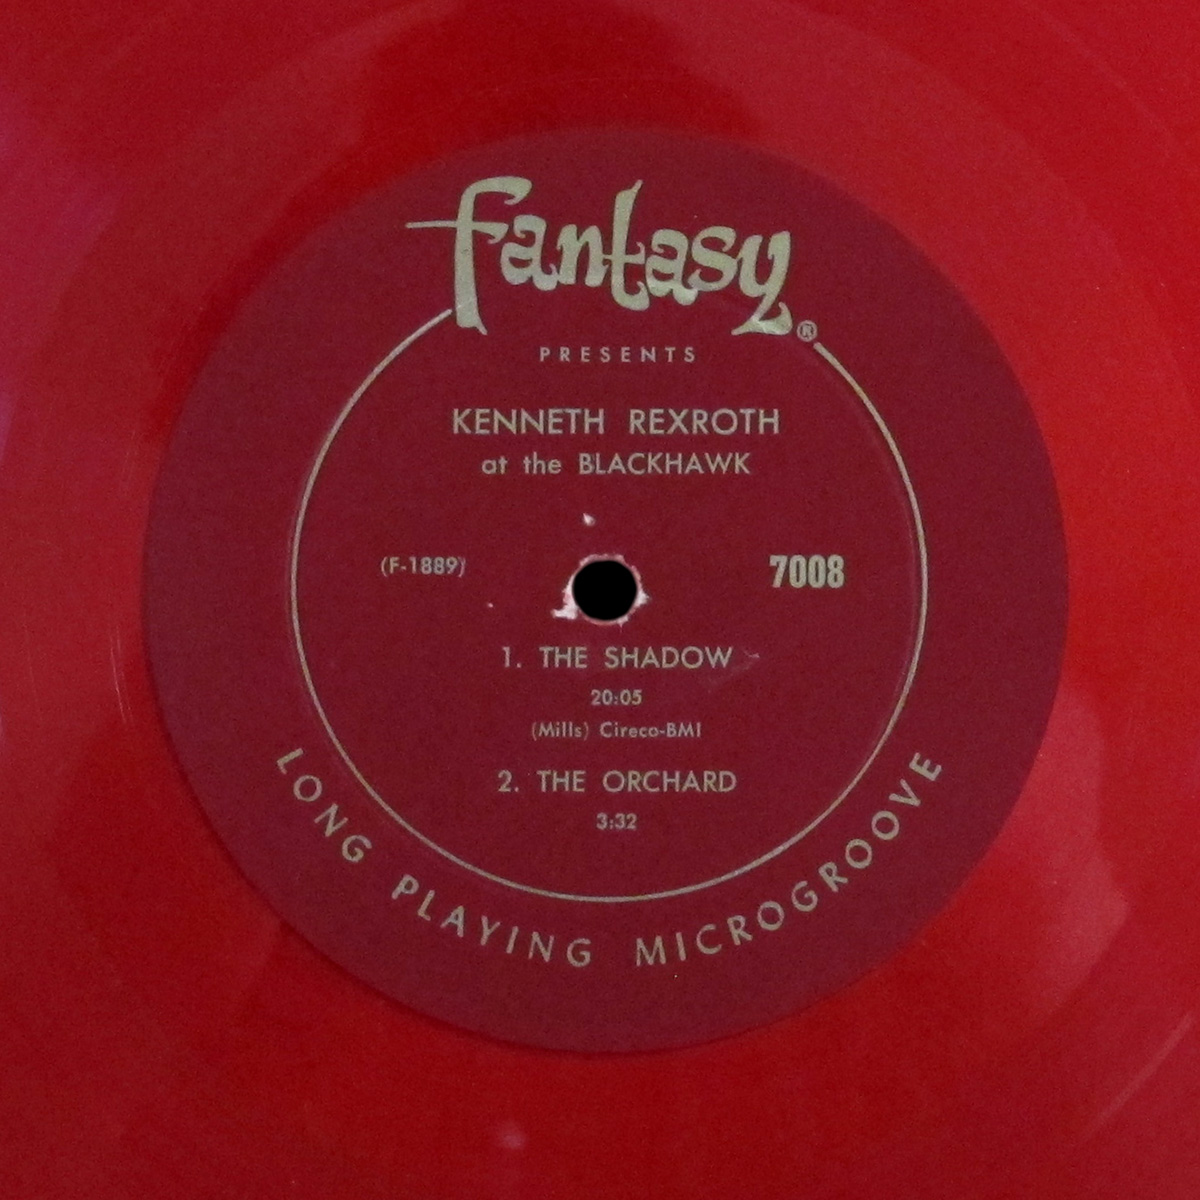 fantasy®
PRESENTS
KENNETH REXROTH
at the BLACKHAWK
(F-1889)
7008
1. THE SHADOW
20:05
(Mills) Cireco-BMI
2. THE ORCHARD
3:32
LONG PLAYING MICROGROOVE